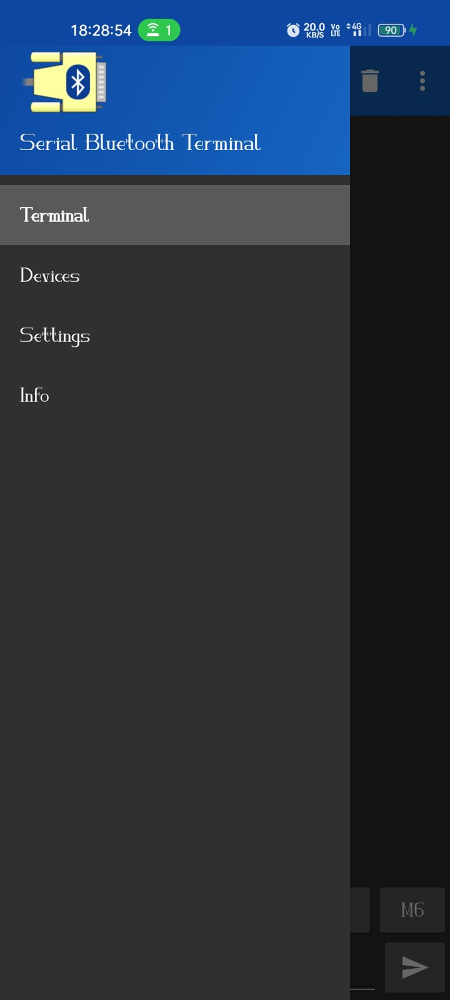 18:28:54 1 20.0 KB/S Vo LTE 4G 90
Serial Bluetooth Terminal
Terminal
Devices
Settings
Info
M6